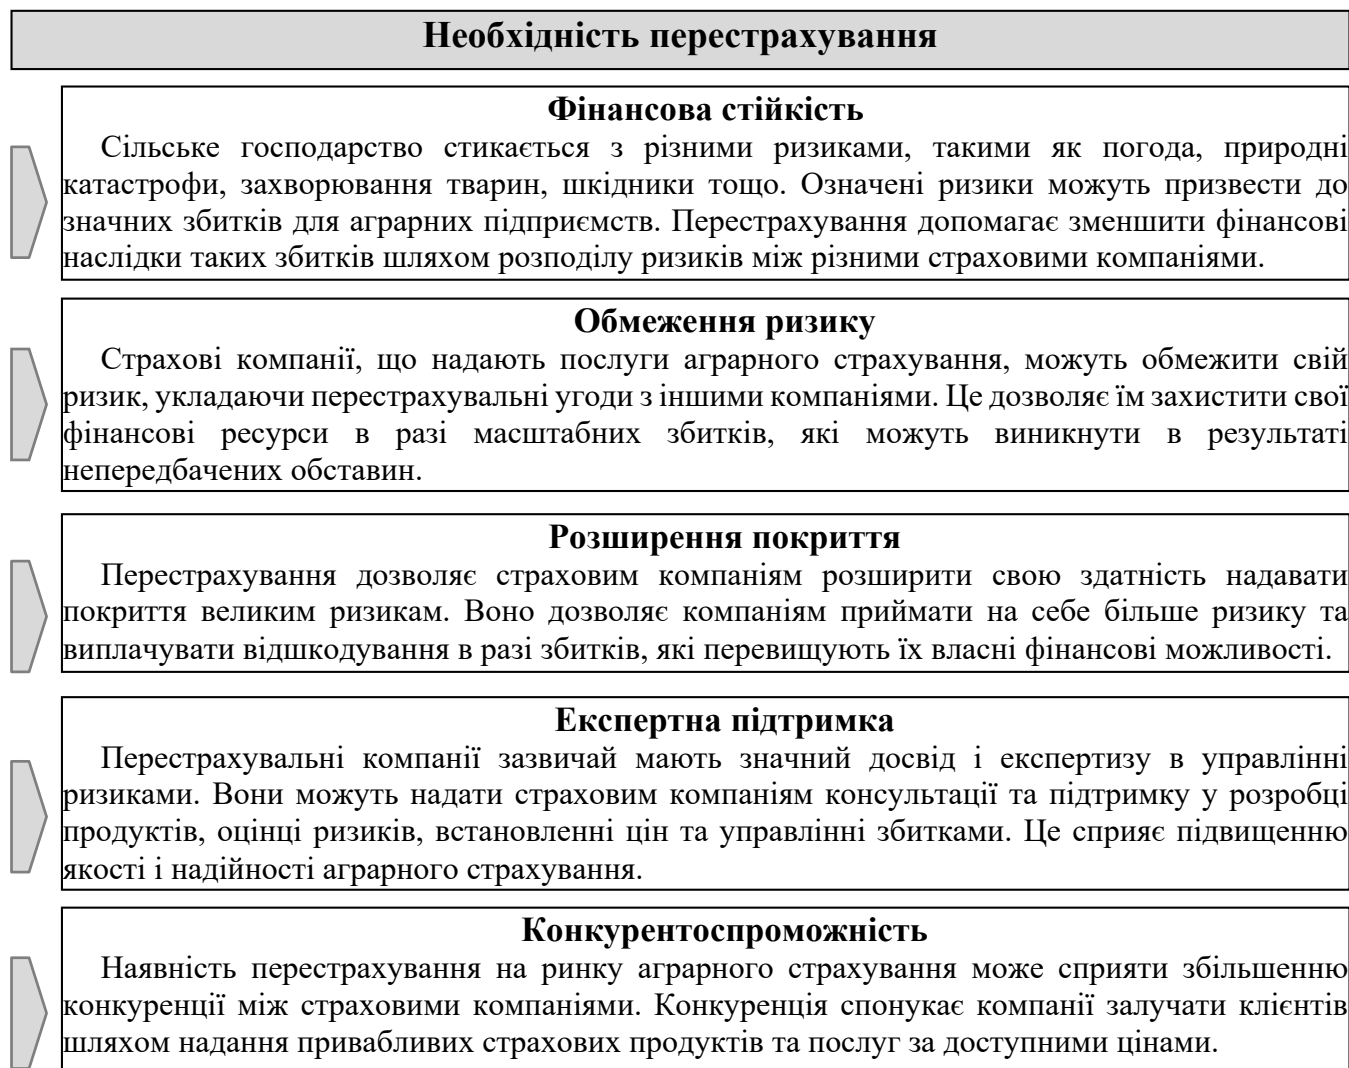 Необхідність перестрахування
Фінансова стійкість
Сільське господарство стикається з різними ризиками, такими як погода, природні
катастрофи, захворювання тварин, шкідники тощо. Означені ризики можуть призвести до
значних збитків для аграрних підприємств. Перестрахування допомагає зменшити фінансові
наслідки таких збитків шляхом розподілу ризиків між різними страховими компаніями.
Обмеження ризику
Страхові компанії, що надають послуги аграрного страхування, можуть обмежити свій
ризик, укладаючи перестрахувальні угоди з іншими компаніями. Це дозволяє їм захистити свої
фінансові ресурси в разі масштабних збитків, які можуть виникнути в результаті
непередбачених обставин.
Розширення покриття
Перестрахування дозволяє страховим компаніям розширити свою здатність надавати
покриття великим ризикам. Воно дозволяє компаніям приймати на себе більше ризику та
виплачувати відшкодування в разі збитків, які перевищують їх власні фінансові можливості.
Експертна підтримка
Перестрахувальні компанії зазвичай мають значний досвід і експертизу в управлінні
ризиками. Вони можуть надати страховим компаніям консультації та підтримку у розробці
продуктів, оцінці ризиків, встановленні цін та управлінні збитками. Це сприяє підвищенню
якості і надійності аграрного страхування.
Конкурентоспроможність
Наявність перестрахування на ринку аграрного страхування може сприяти збільшенню
конкуренції між страховими компаніями. Конкуренція спонукає компанії залучати клієнтів
шляхом надання привабливих страхових продуктів та послуг за доступними цінами.